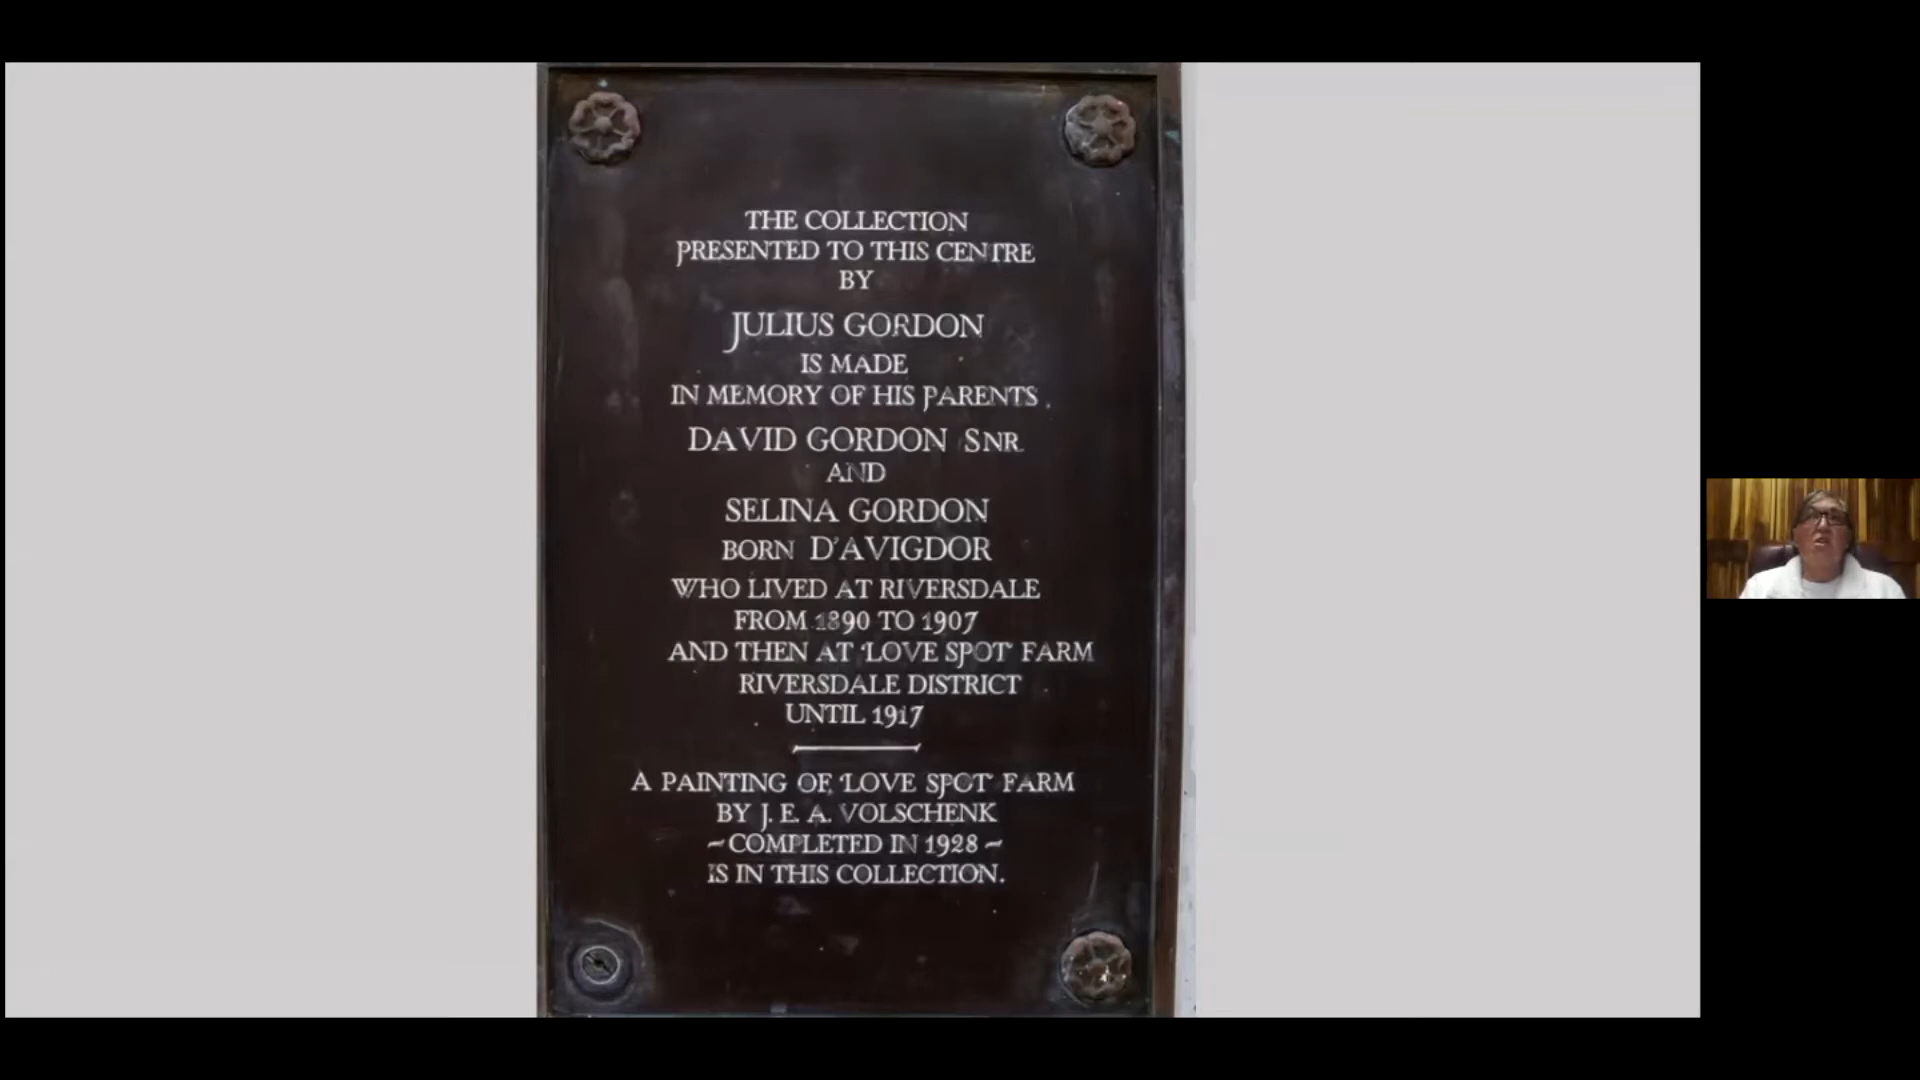 THE COLLECTION
PRESENTED TO THIS CENTRE
BY
JULIUS GORDON
IS MADE
IN MEMORY OF HIS PARENTS
DAVID GORDON SNR
AND
SELINA GORDON
BORN D'AVIGDOR
WHO LIVED AT RIVERSDALE
FROM 1890 TO 1907
AND THEN AT 'LOVE SPOT' FARM
RIVERSDALE DISTRICT
UNTIL 1917
A PAINTING OF 'LOVE SPOT' FARM
BY J. E. A. VOLSCHENK
~COMPLETED IN 1928~
IS IN THIS COLLECTION.